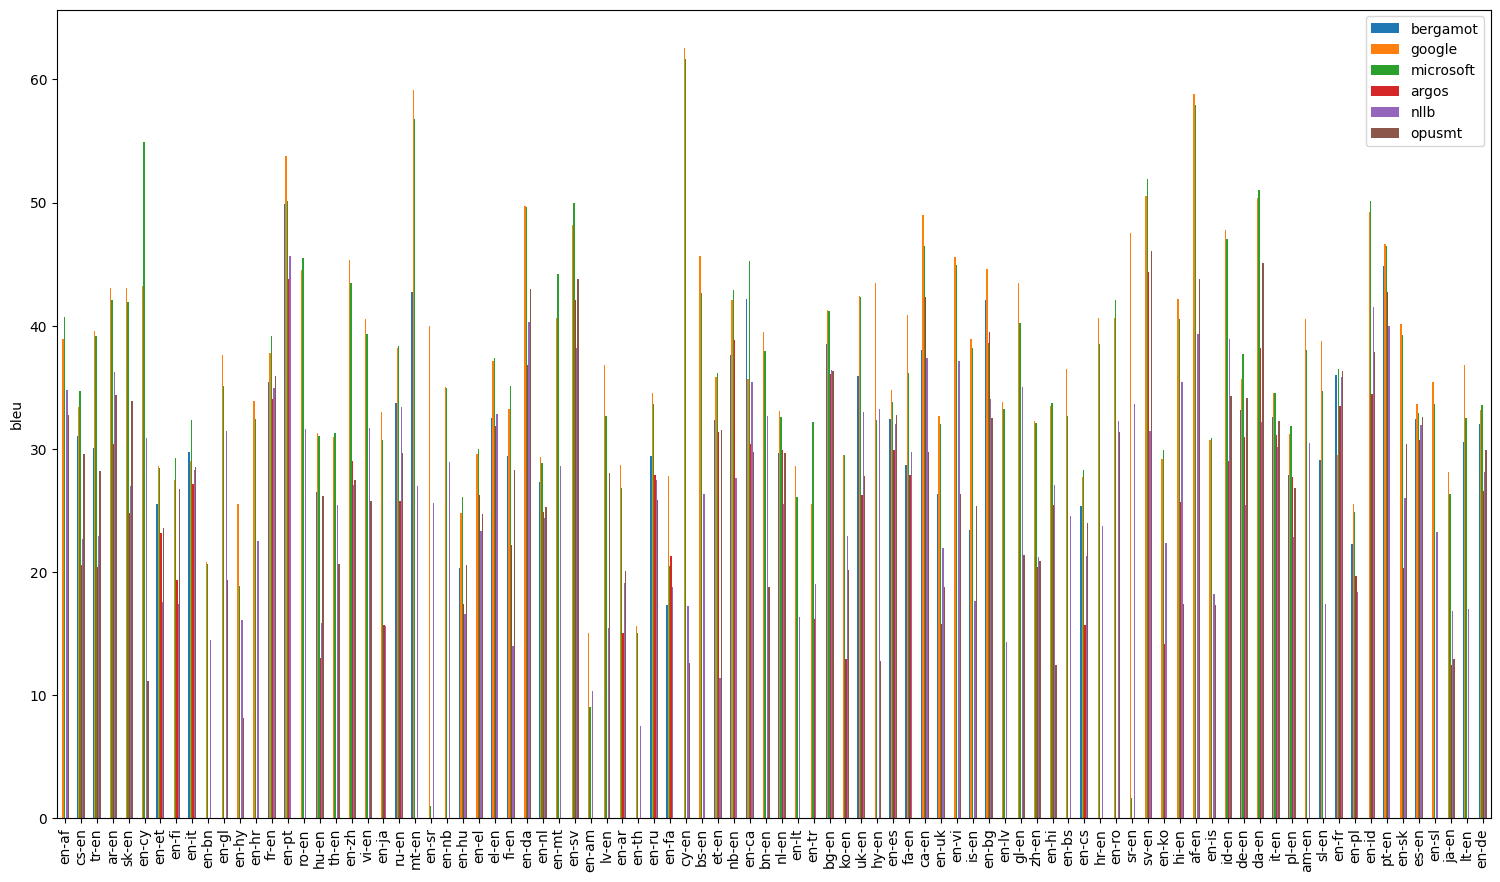 bergamot
google
microsoft
argos
nllb
opusmt
bleu
60
50
40
30
20
10
0
en-af
cs-en
tr-en
ar-en
sk-en
en-cy
en-et
en-fi
en-it
en-bn
en-gl
en-hy
en-hr
fr-en
en-pt
ro-en
hu-en
th-en
en-zh
vi-en
en-ja
ru-en
mt-en
en-sr
en-nb
en-hu
en-el
el-en
fi-en
en-da
en-nl
en-mt
en-sv
en-am
lv-en
en-ar
en-th
en-ru
en-fa
cy-en
bs-en
et-en
nb-en
en-ca
bn-en
nl-en
en-lt
en-tr
bg-en
ko-en
uk-en
hy-en
en-es
fa-en
ca-en
en-uk
en-vi
is-en
en-bg
en-lv
gl-en
zh-en
en-hi
en-bs
en-cs
hr-en
en-ro
sr-en
sv-en
en-ko
hi-en
af-en
en-is
id-en
de-en
da-en
it-en
pl-en
am-en
sl-en
en-fr
en-pl
en-id
pt-en
en-sk
es-en
en-sl
ja-en
lt-en
en-de